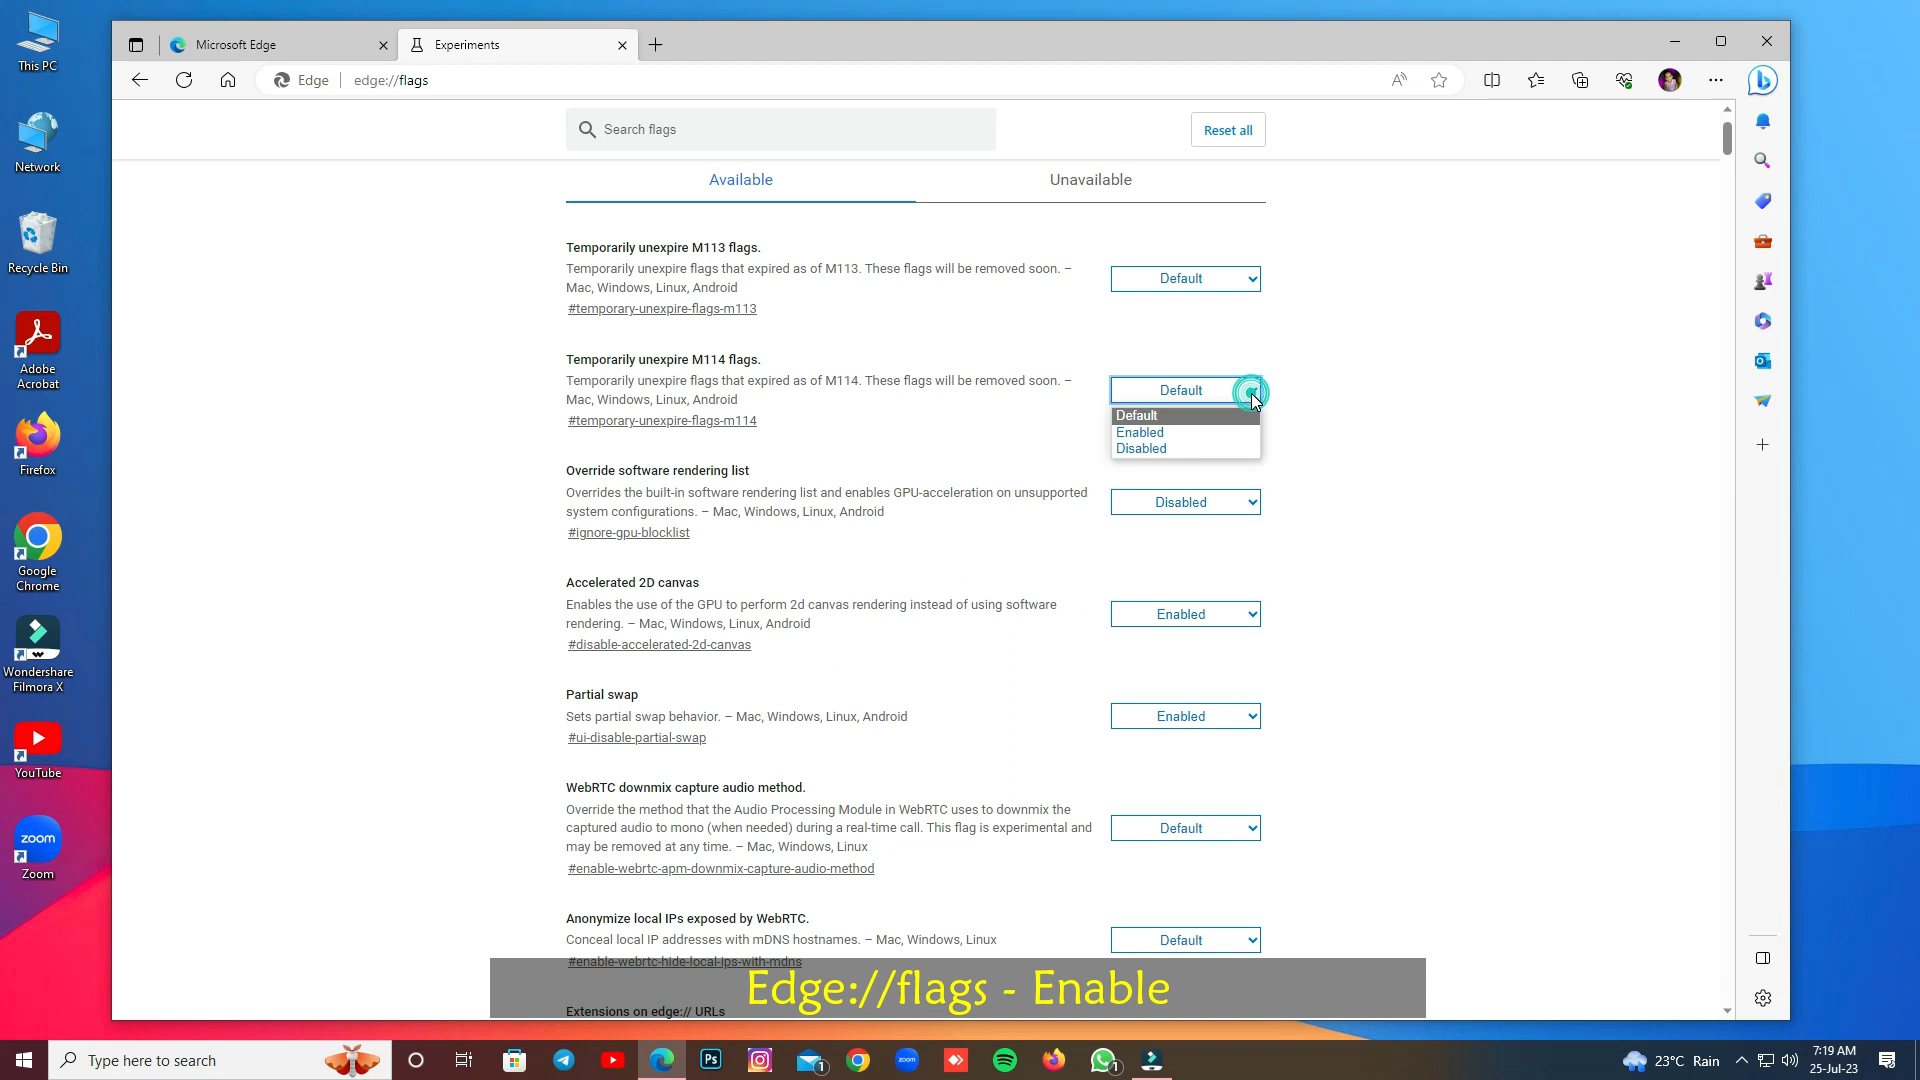 This PC
Network
Recycle Bin
Adobe
Acrobat
Firefox
Google
Chrome
Wondershare
Filmora X
YouTube
zoom
Zoom
Microsoft Edge
Experiments
Edge
edge://flags
Search flags
Reset all
Available
Unavailable
Temporarily unexpire M113 flags.
Temporarily unexpire flags that expired as of M113. These flags will be removed soon. –
Mac, Windows, Linux, Android
#temporary-unexpire-flags-m113
Default
Temporarily unexpire M114 flags.
Temporarily unexpire flags that expired as of M114. These flags will be removed soon. –
Mac, Windows, Linux, Android
#temporary-unexpire-flags-m114
Default
Default
Enabled
Disabled
Override software rendering list
Overrides the built-in software rendering list and enables GPU-acceleration on unsupported
system configurations. – Mac, Windows, Linux, Android
#ignore-gpu-blocklist
Disabled
Accelerated 2D canvas
Enables the use of the GPU to perform 2d canvas rendering instead of using software
rendering. – Mac, Windows, Linux, Android
#disable-accelerated-2d-canvas
Enabled
Partial swap
Sets partial swap behavior. – Mac, Windows, Linux, Android
#ui-disable-partial-swap
Enabled
WebRTC downmix capture audio method.
Override the method that the Audio Processing Module in WebRTC uses to downmix the
captured audio to mono (when needed) during a real-time call. This flag is experimental and
may be removed at any time. – Mac, Windows, Linux
#enable-webrtc-apm-downmix-capture-audio-method
Default
Anonymize local IPs exposed by WebRTC.
Conceal local IP addresses with mDNS hostnames. – Mac, Windows, Linux
#enable-webrtc-hide-local-ips-with-mdns
Default
Edge://flags - Enable
Extensions on edge:// URLs
Type here to search
Ps
1
zoom
1
23°C Rain
7:19 AM
25-Jul-23